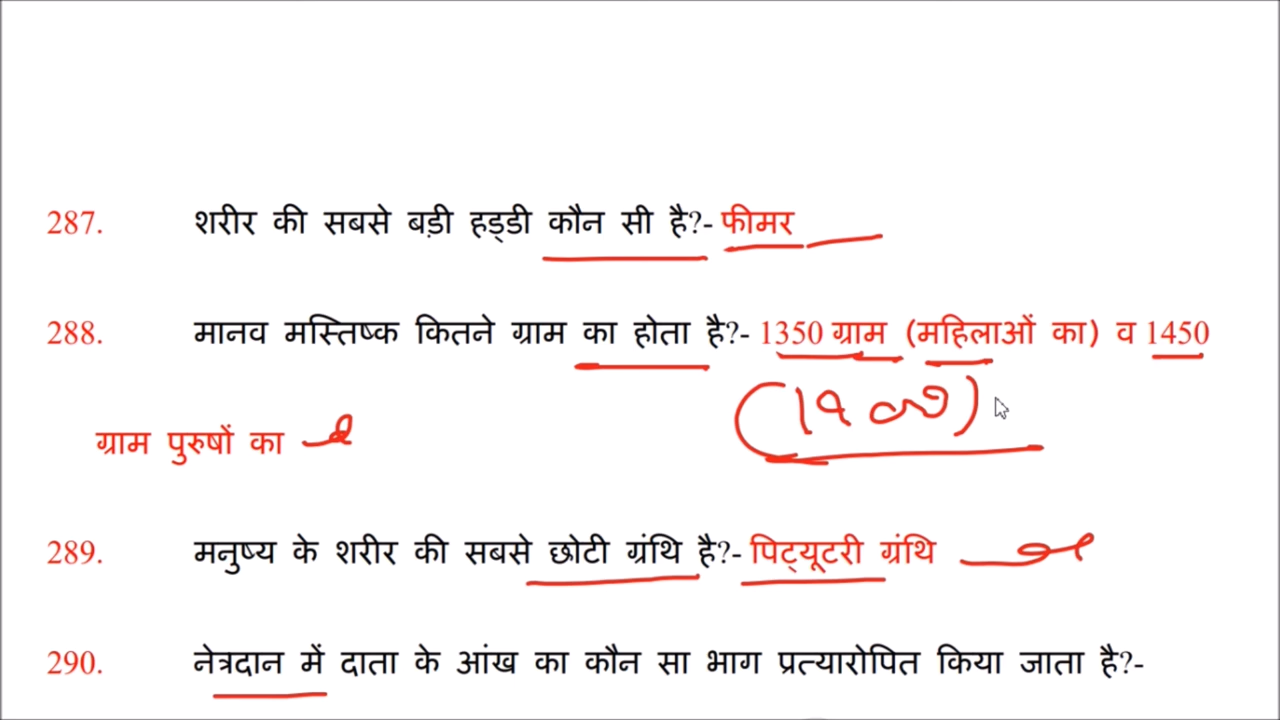 287. शरीर की सबसे बड़ी हड्डी कौन सी है?- फीमर
288. मानव मस्तिष्क कितने ग्राम का होता है?- 1350 ग्राम (महिलाओं का) व 1450
(1400)
ग्राम पुरुषों का
289. मनुष्य के शरीर की सबसे छोटी ग्रंथि है?- पिट्यूटरी ग्रंथि
290. नेत्रदान में दाता के आंख का कौन सा भाग प्रत्यारोपित किया जाता है?-